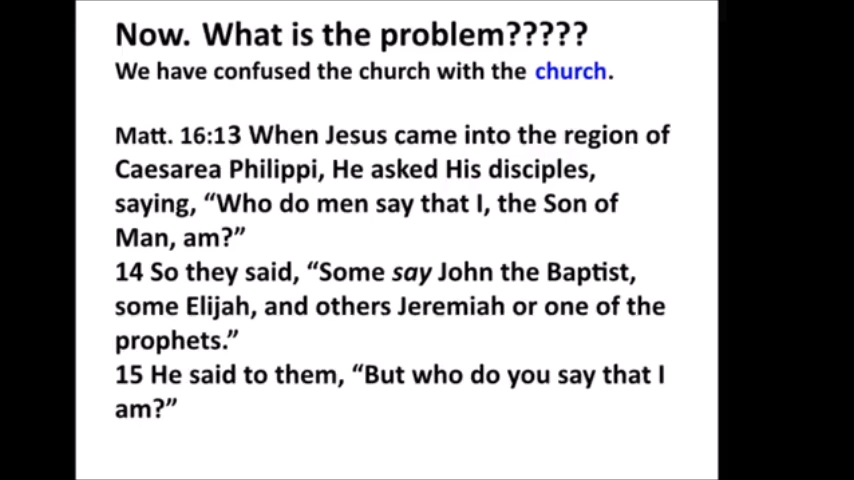 Now. What is the problem?????
We have confused the church with the church.
Matt. 16:13 When Jesus came into the region of
Caesarea Philippi, He asked His disciples,
saying, “Who do men say that I, the Son of
Man, am?”
14 So they said, “Some say John the Baptist,
some Elijah, and others Jeremiah or one of the
prophets.”
15 He said to them, “But who do you say that I
am?”